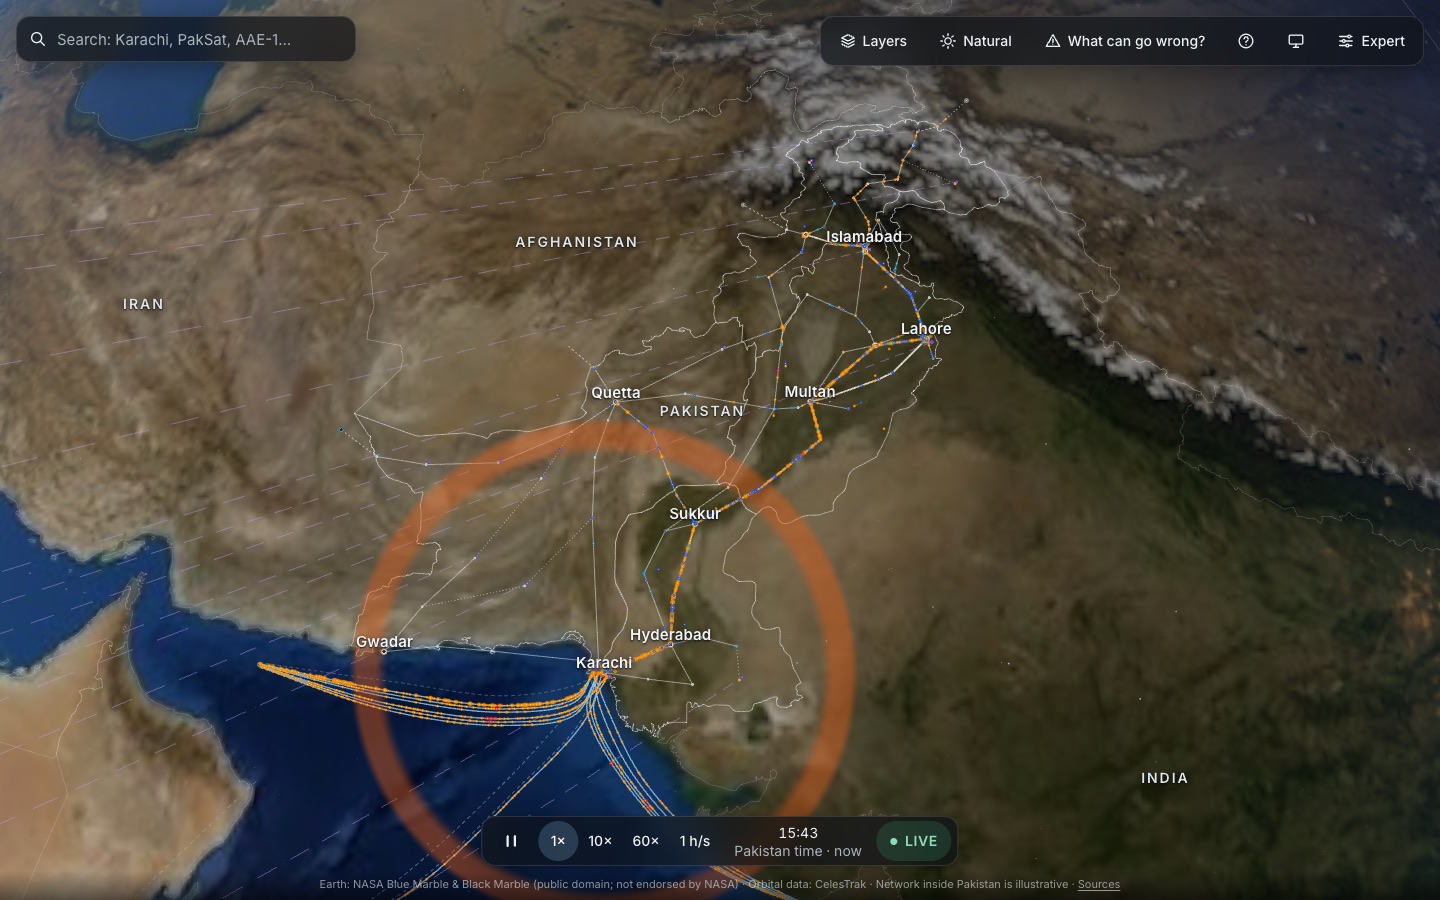 Search: Karachi, PakSat, AAE-1...
Layers
Natural
What can go wrong?
Expert
Islamabad
AFGHANISTAN
IRAN
Lahore
Quetta
Multan
PAKISTAN
Sukkur
Hyderabad
Gwadar
Karachi
INDIA
1×
10×
60×
1 h/s
15:43
Pakistan time · now
LIVE
Earth: NASA Blue Marble & Black Marble (public domain; not endorsed by NASA) · Orbital data: CelesTrak · Network inside Pakistan is illustrative · Sources